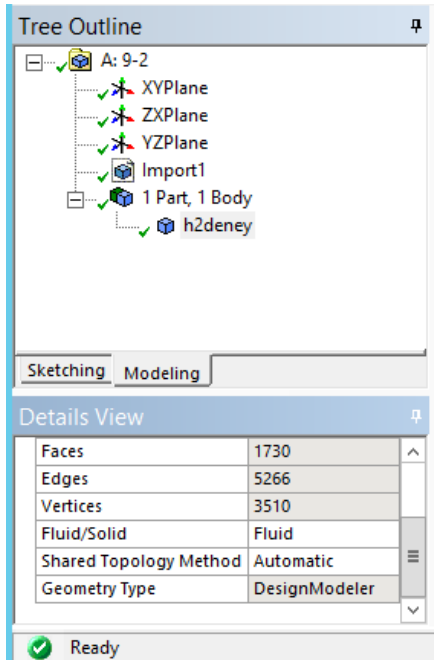 Tree Outline
A: 9-2
XYPlane
ZXPlane
YZPlane
Import1
1 Part, 1 Body
h2deney
Sketching Modeling
Details View
Faces 1730
Edges 5266
Vertices 3510
Fluid/Solid Fluid
Shared Topology Method Automatic
Geometry Type DesignModeler
Ready